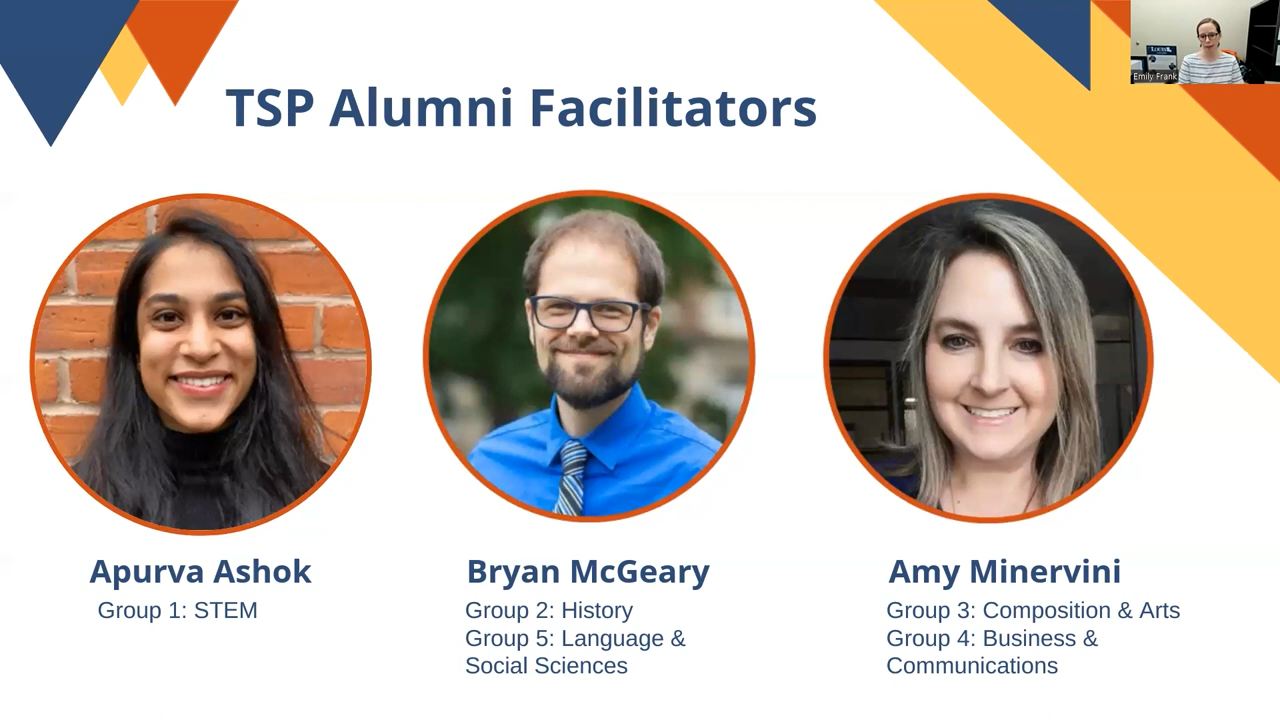 TSP Alumni Facilitators
Emily Frank
Apurva Ashok
Group 1: STEM
Bryan McGeary
Group 2: History
Group 5: Language &
Social Sciences
Amy Minervini
Group 3: Composition & Arts
Group 4: Business &
Communications